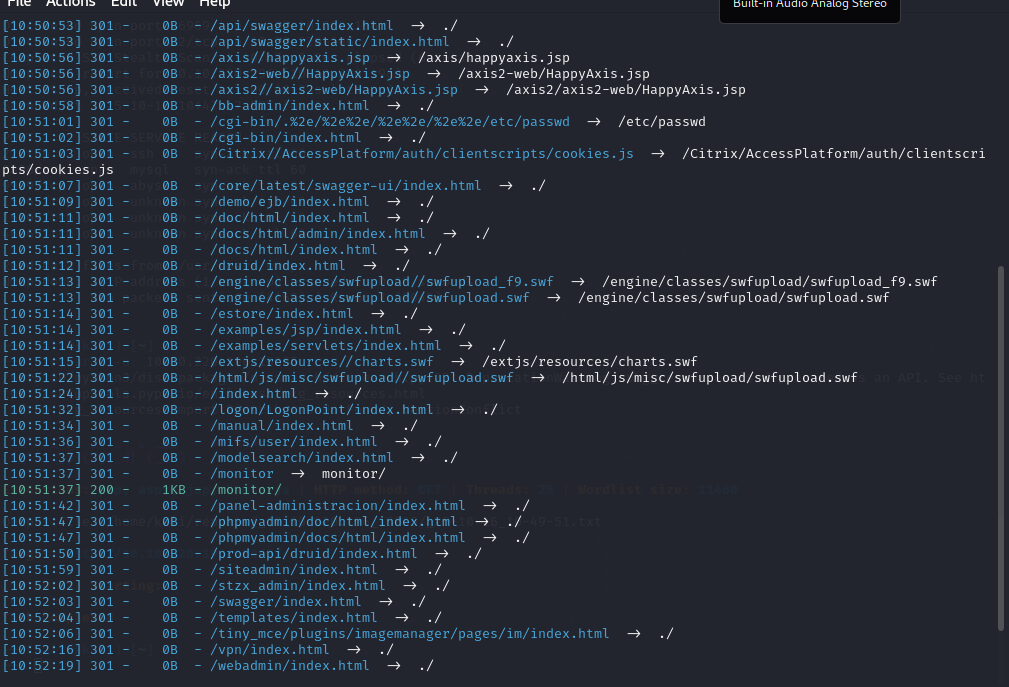 File Actions Edit View Help
Built-in Audio Analog Stereo
[10:50:53] 301 -    0B  - /api/swagger/index.html  →  ./
[10:50:53] 301 -    0B  - /api/swagger/static/index.html  →  ./
[10:50:56] 301 -    0B  - /axis//happyaxis.jsp  →  /axis/happyaxis.jsp
[10:50:56] 301 -    0B  - /axis2-web//HappyAxis.jsp  →  /axis2-web/HappyAxis.jsp
[10:50:56] 301 -    0B  - /axis2//axis2-web/HappyAxis.jsp  →  /axis2/axis2-web/HappyAxis.jsp
[10:50:58] 301 -    0B  - /bb-admin/index.html  →  ./
[10:51:01] 301 -    0B  - /cgi-bin/.%2e/%2e%2e/%2e%2e/%2e%2e/etc/passwd  →  /etc/passwd
[10:51:02] 301 -    0B  - /cgi-bin/index.html  →  ./
[10:51:03] 301 -    0B  - /Citrix//AccessPlatform/auth/clientscripts/cookies.js  →  /Citrix/AccessPlatform/auth/clientscri
pts/cookies.js
[10:51:07] 301 -    0B  - /core/latest/swagger-ui/index.html  →  ./
[10:51:09] 301 -    0B  - /demo/ejb/index.html  →  ./
[10:51:11] 301 -    0B  - /doc/html/index.html  →  ./
[10:51:11] 301 -    0B  - /docs/html/admin/index.html  →  ./
[10:51:11] 301 -    0B  - /docs/html/index.html  →  ./
[10:51:12] 301 -    0B  - /druid/index.html  →  ./
[10:51:13] 301 -    0B  - /engine/classes/swfupload//swfupload_f9.swf  →  /engine/classes/swfupload/swfupload_f9.swf
[10:51:13] 301 -    0B  - /engine/classes/swfupload//swfupload.swf  →  /engine/classes/swfupload/swfupload.swf
[10:51:14] 301 -    0B  - /estore/index.html  →  ./
[10:51:14] 301 -    0B  - /examples/jsp/index.html  →  ./
[10:51:14] 301 -    0B  - /examples/servlets/index.html  →  ./
[10:51:15] 301 -    0B  - /extjs/resources//charts.swf  →  /extjs/resources/charts.swf
[10:51:22] 301 -    0B  - /html/js/misc/swfupload//swfupload.swf  →  /html/js/misc/swfupload/swfupload.swf
[10:51:24] 301 -    0B  - /index.html  →  ./
[10:51:32] 301 -    0B  - /logon/LogonPoint/index.html  →  ./
[10:51:34] 301 -    0B  - /manual/index.html  →  ./
[10:51:36] 301 -    0B  - /mifs/user/index.html  →  ./
[10:51:37] 301 -    0B  - /modelsearch/index.html  →  ./
[10:51:37] 301 -    0B  - /monitor  →  monitor/
[10:51:37] 200 -    1KB - /monitor/
[10:51:42] 301 -    0B  - /panel-administracion/index.html  →  ./
[10:51:47] 301 -    0B  - /phpmyadmin/doc/html/index.html  →  ./
[10:51:47] 301 -    0B  - /phpmyadmin/docs/html/index.html  →  ./
[10:51:50] 301 -    0B  - /prod-api/druid/index.html  →  ./
[10:51:59] 301 -    0B  - /siteadmin/index.html  →  ./
[10:52:02] 301 -    0B  - /stzx_admin/index.html  →  ./
[10:52:03] 301 -    0B  - /swagger/index.html  →  ./
[10:52:04] 301 -    0B  - /templates/index.html  →  ./
[10:52:06] 301 -    0B  - /tiny_mce/plugins/imagemanager/pages/im/index.html  →  ./
[10:52:16] 301 -    0B  - /vpn/index.html  →  ./
[10:52:19] 301 -    0B  - /webadmin/index.html  →  ./